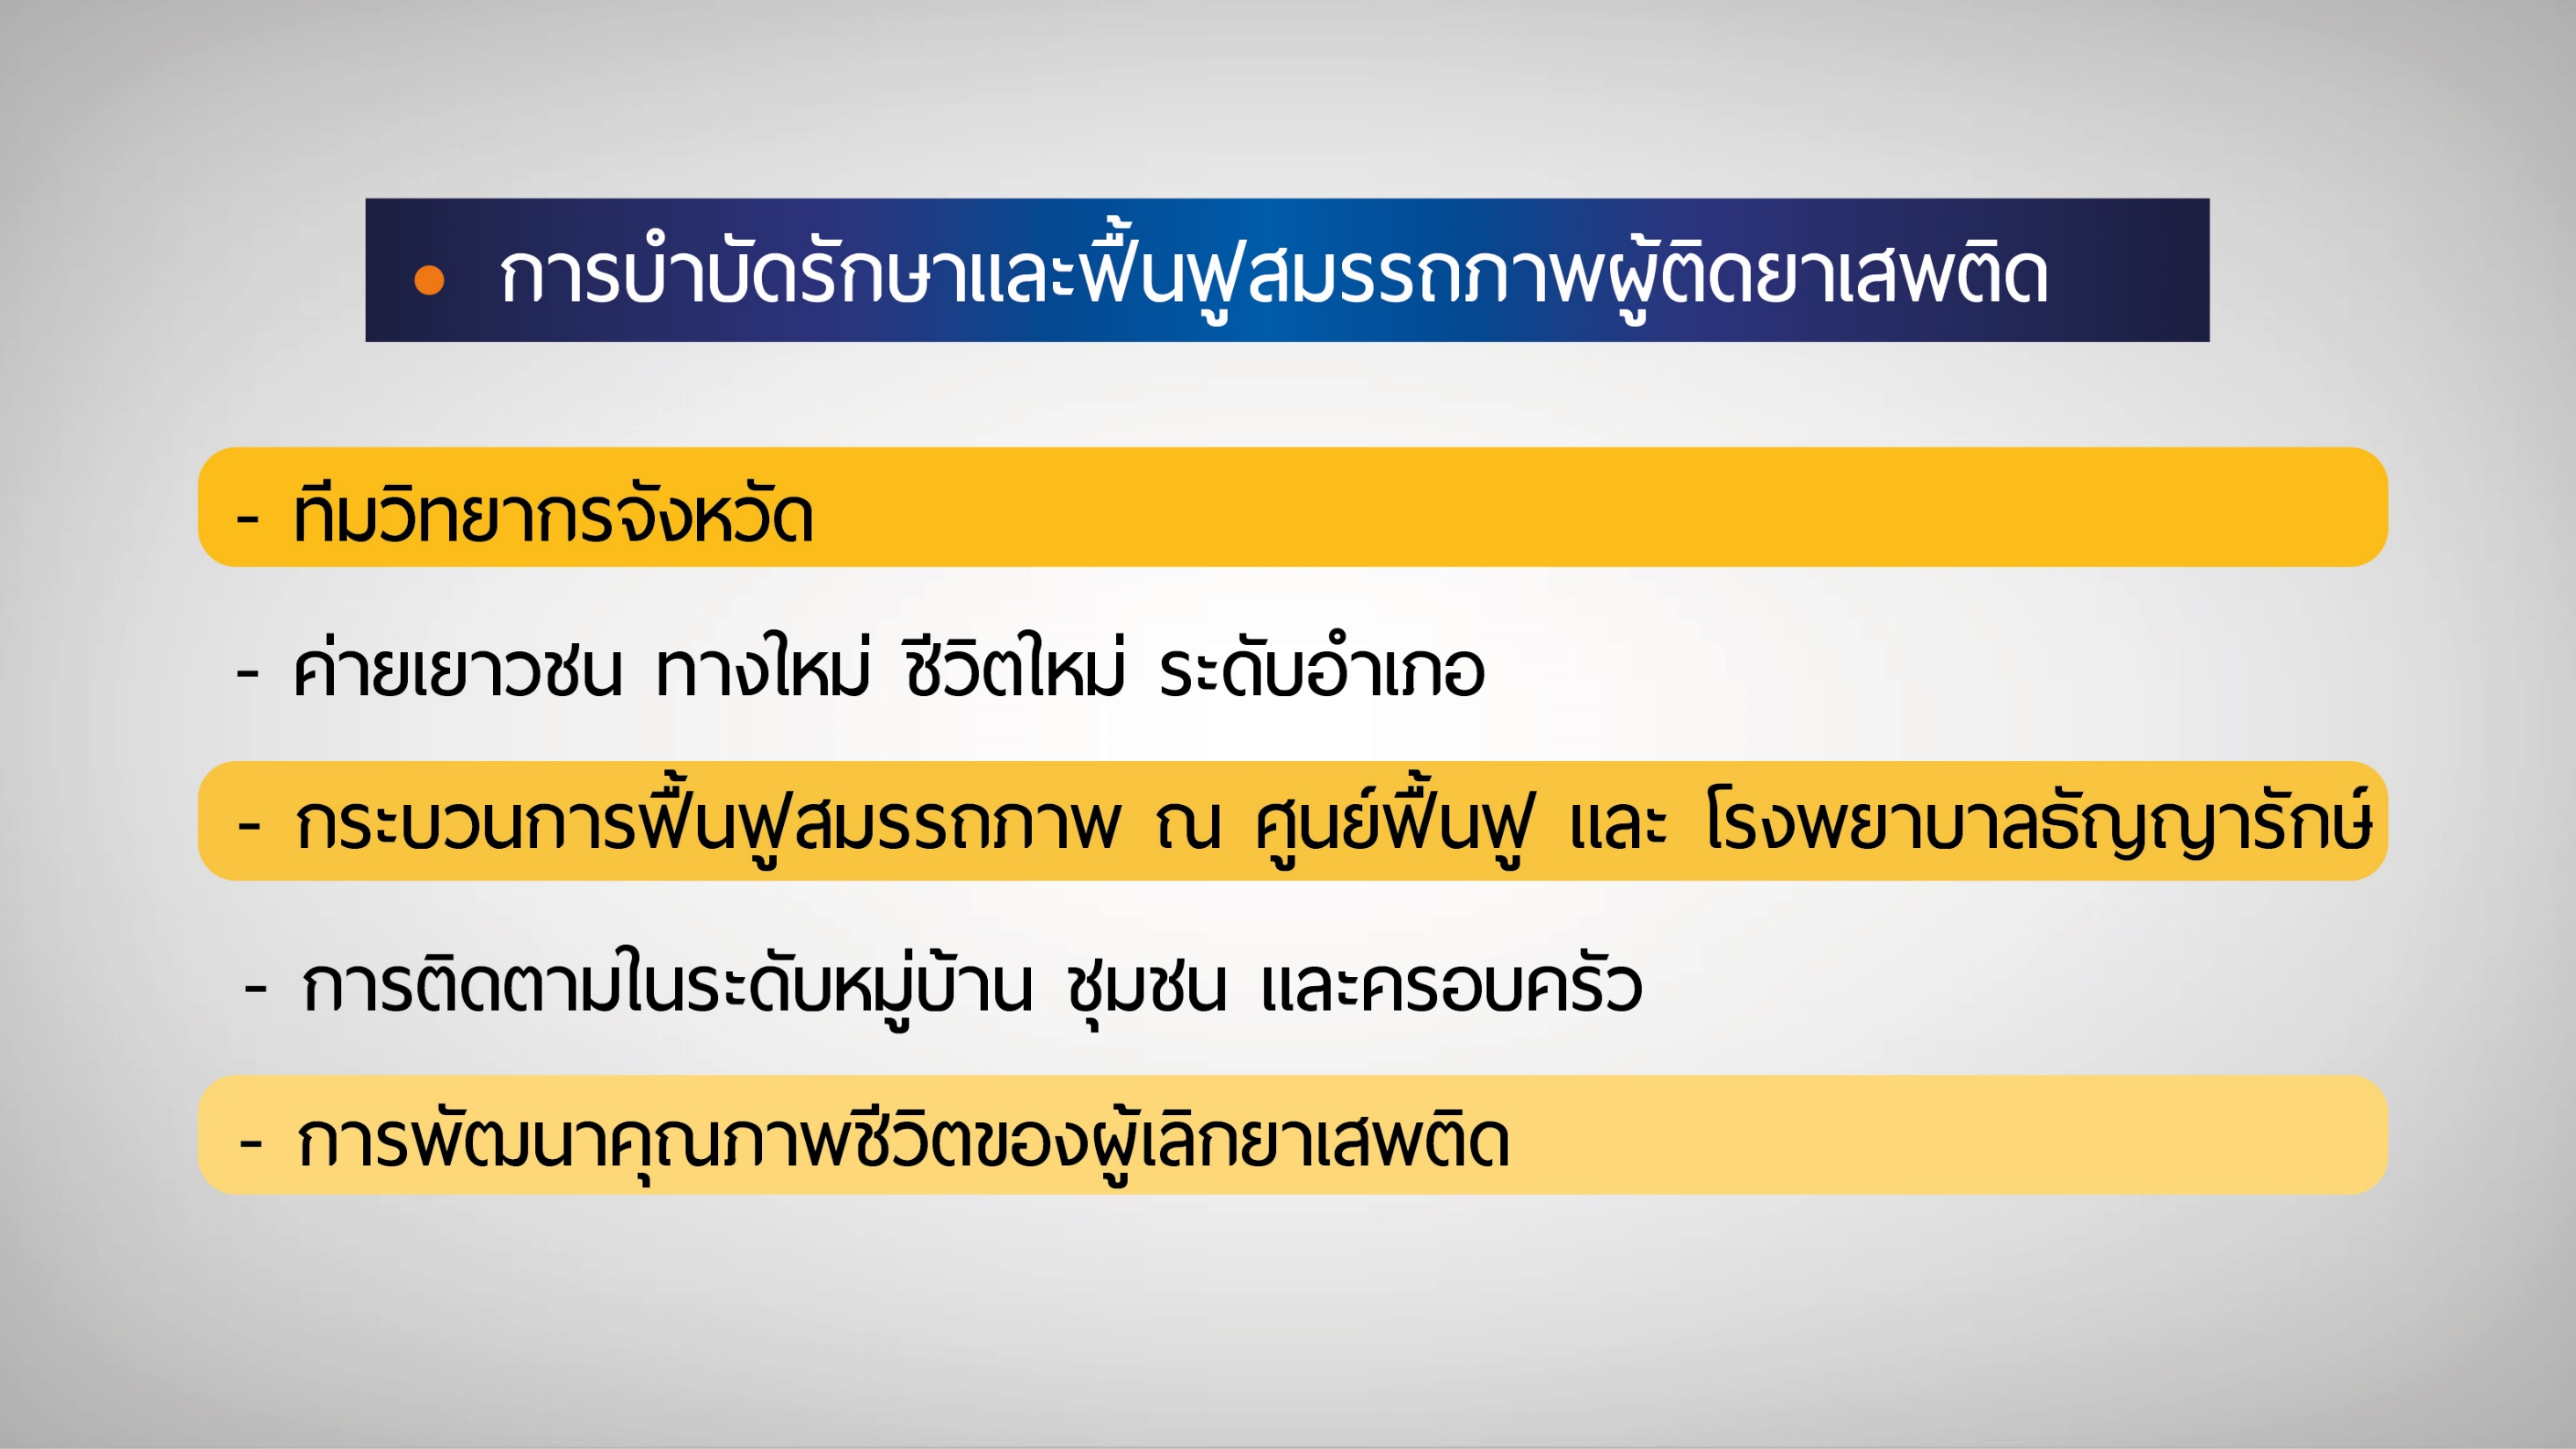 • การบำบัดรักษาและฟื้นฟูสมรรถภาพผู้ติดยาเสพติด
- ทีมวิทยากรจังหวัด
- ค่ายเยาวชน ทางใหม่ ชีวิตใหม่ ระดับอำเภอ
- กระบวนการฟื้นฟูสมรรถภาพ ณ ศูนย์ฟื้นฟู และ โรงพยาบาลธัญญารักษ์
- การติดตามในระดับหมู่บ้าน ชุมชน และครอบครัว
- การพัฒนาคุณภาพชีวิตของผู้เลิกยาเสพติด